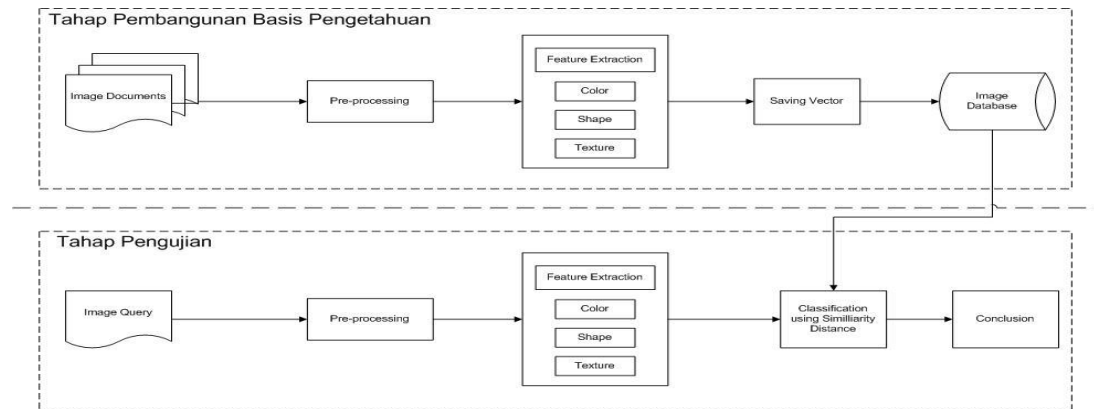 Tahap Pembangunan Basis Pengetahuan
Image Documents
Pre-processing
Feature Extraction
Color
Shape
Texture
Saving Vector
Image
Database
Tahap Pengujian
Image Query
Pre-processing
Feature Extraction
Color
Shape
Texture
Classification
using Similliarity
Distance
Conclusion